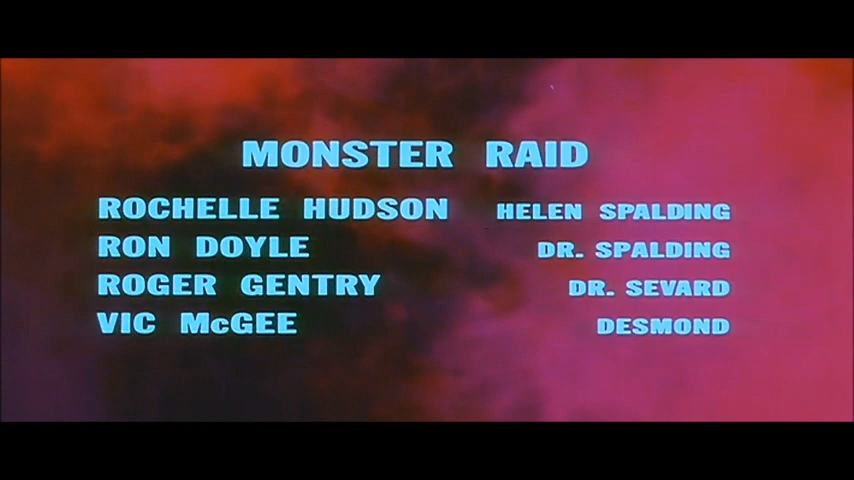 MONSTER RAID
ROCHELLE HUDSON HELEN SPALDING
RON DOYLE DR. SPALDING
ROGER GENTRY DR. SEVARD
VIC McGEE DESMOND